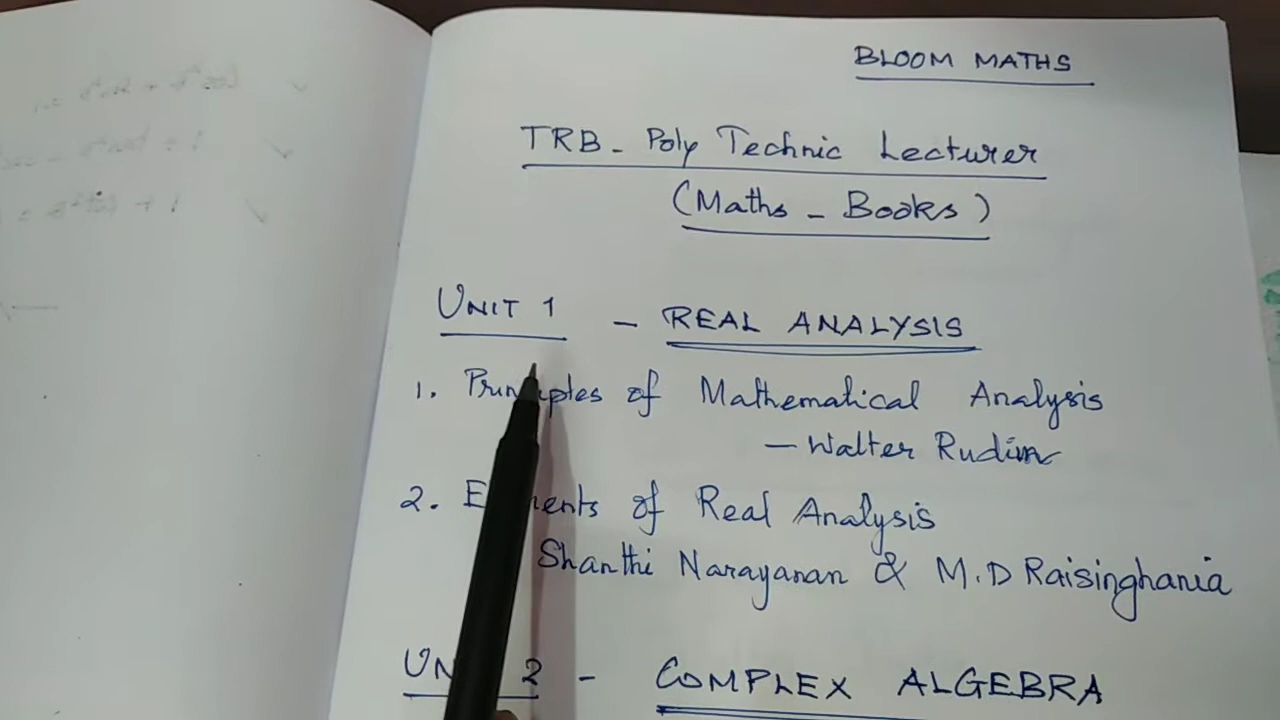 BLOOM MATHS
TRB - Poly Technic Lecturer
(Maths - Books)
UNIT 1 - REAL ANALYSIS
1. Principles of Mathematical Analysis
- Walter Rudin
2. Elements of Real Analysis
Shanthi Narayanan & M.D Raisinghania
UNIT 2 - COMPLEX ALGEBRA